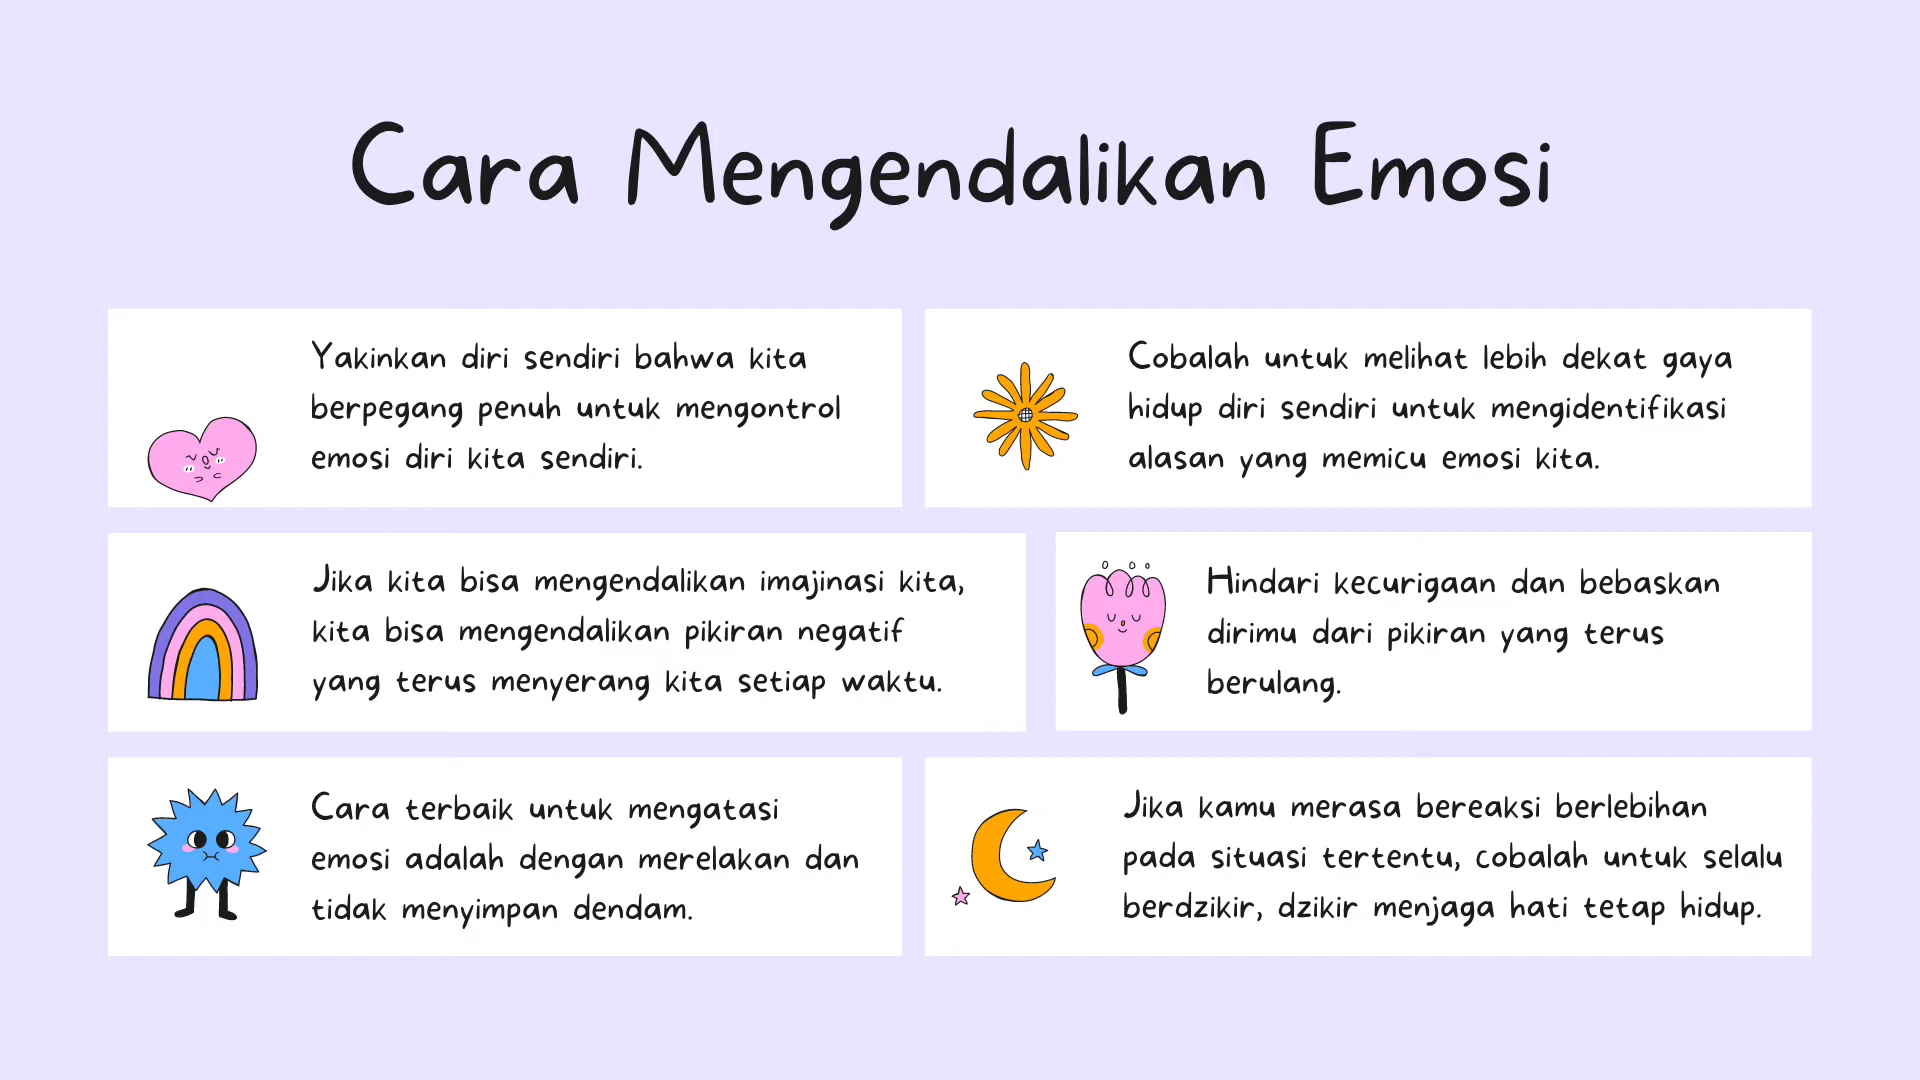 Cara Mengendalikan Emosi
Yakinkan diri sendiri bahwa kita
berpegang penuh untuk mengontrol
emosi diri kita sendiri.
Cobalah untuk melihat lebih dekat gaya
hidup diri sendiri untuk mengidentifikasi
alasan yang memicu emosi kita.
Jika kita bisa mengendalikan imajinasi kita,
kita bisa mengendalikan pikiran negatif
yang terus menyerang kita setiap waktu.
Hindari kecurigaan dan bebaskan
dirimu dari pikiran yang terus
berulang.
Cara terbaik untuk mengatasi
emosi adalah dengan merelakan dan
tidak menyimpan dendam.
Jika kamu merasa bereaksi berlebihan
pada situasi tertentu, cobalah untuk selalu
berdzikir, dzikir menjaga hati tetap hidup.